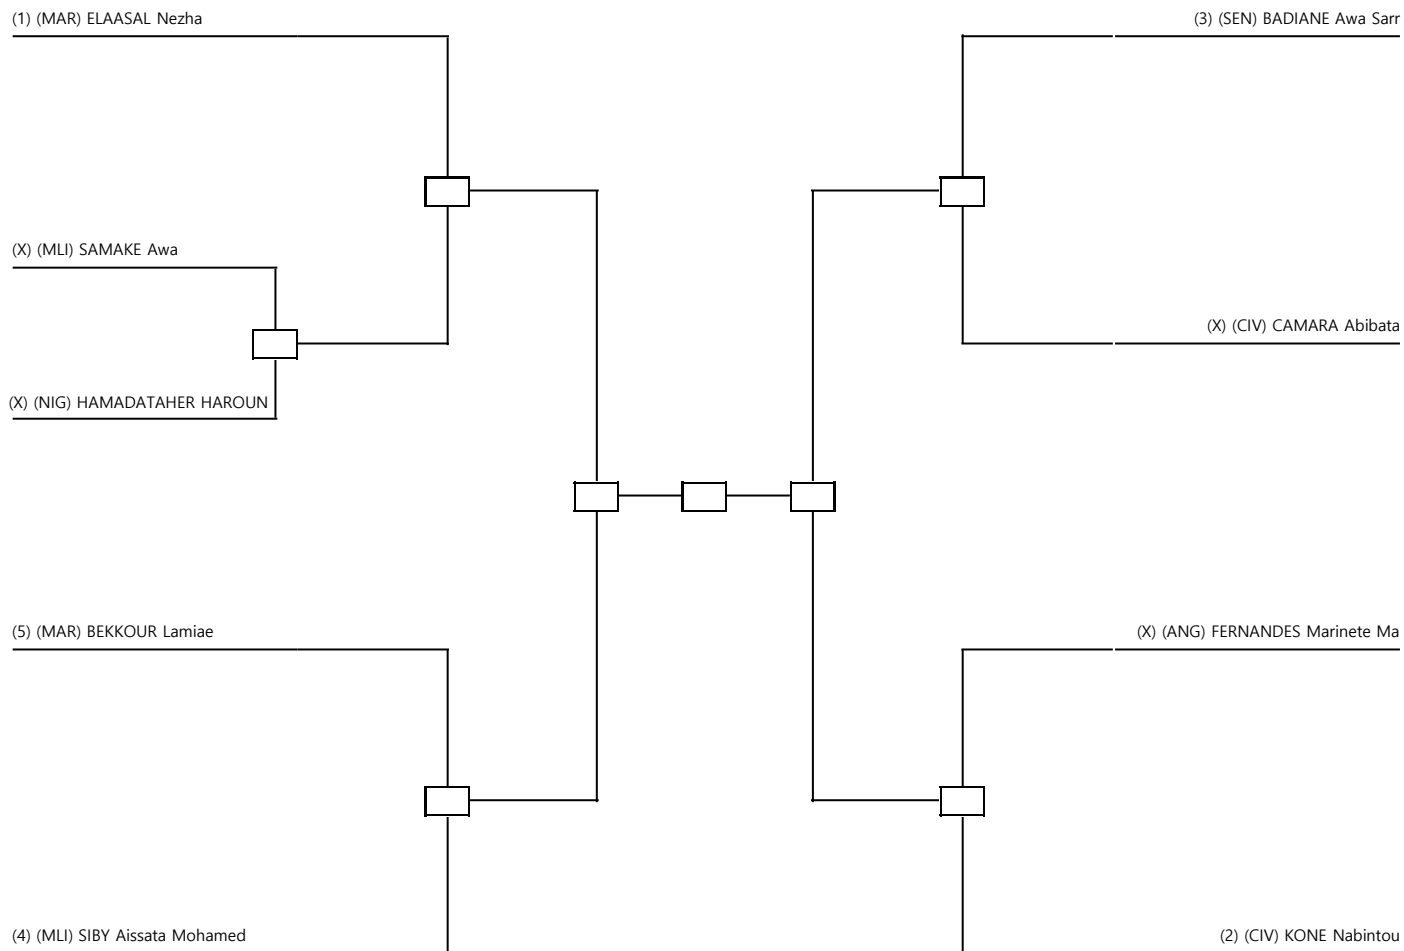 (1) (MAR) ELAASAL Nezha
(3) (SEN) BADIANE Awa Sarr
(X) (MLI) SAMAKE Awa
(X) (CIV) CAMARA Abibata
(X) (NIG) HAMADATAHER HAROUN
(5) (MAR) BEKKOUR Lamiae
(X) (ANG) FERNANDES Marinete Ma
(4) (MLI) SIBY Aissata Mohamed
(2) (CIV) KONE Nabintou